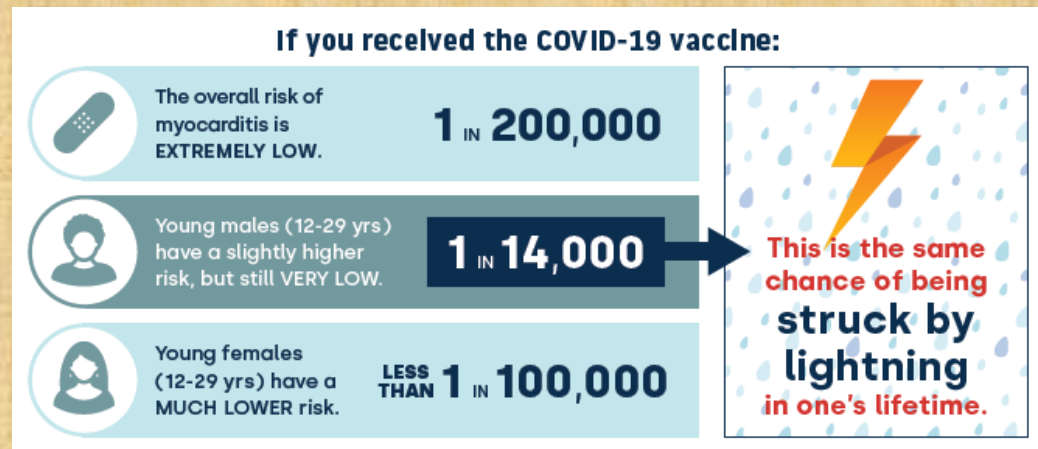 If you received the COVID-19 vaccine:
The overall risk of
myocarditis is
EXTREMELY LOW.
1 IN 200,000
Young males (12-29 yrs)
have a slightly higher
risk, but still VERY LOW.
1 IN 14,000
Young females
(12-29 yrs) have a
MUCH LOWER risk.
LESS
THAN 1 IN 100,000
This is the same
chance of being
struck by
lightning
in one's lifetime.